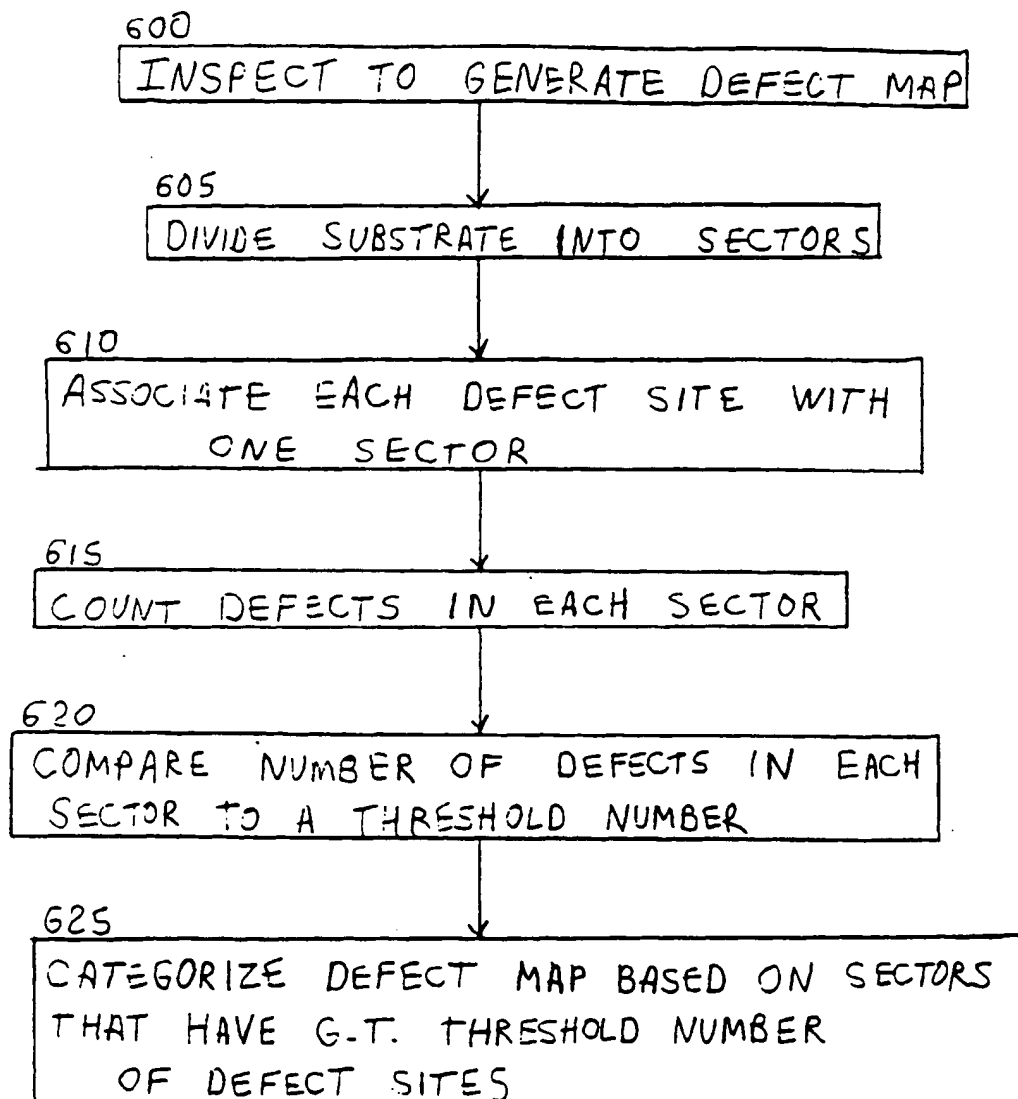 600
INSPECT TO GENERATE DEFECT MAP
605
DIVIDE SUBSTRATE INTO SECTORS
610
ASSOCIATE EACH DEFECT SITE WITH
ONE SECTOR
615
COUNT DEFECTS IN EACH SECTOR
620
COMPARE NUMBER OF DEFECTS IN EACH
SECTOR TO A THRESHOLD NUMBER
625
CATEGORIZE DEFECT MAP BASED ON SECTORS
THAT HAVE G.T. THRESHOLD NUMBER
OF DEFECT SITES